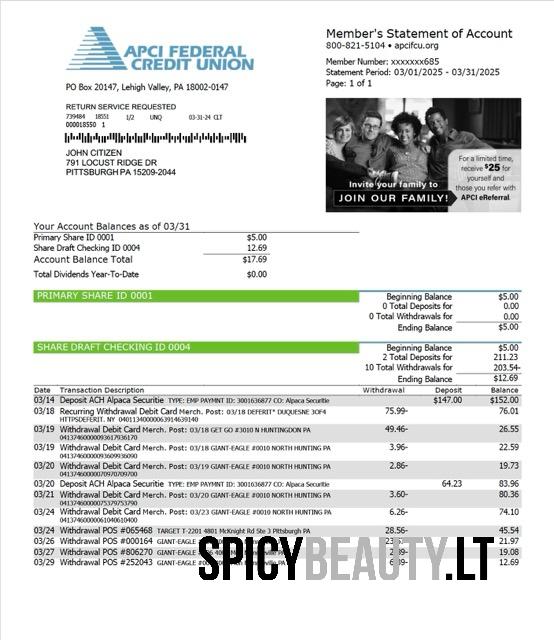 APCI FEDERAL
CREDIT UNION
PO Box 20147, Lehigh Valley, PA 18002-0147
RETURN SERVICE REQUESTED
739484 18551 1/2 UNQ 03-31-24 CLT
000018550 1
JOHN CITIZEN
791 LOCUST RIDGE DR
PITTSBURGH PA 15209-2044
Member's Statement of Account
800-821-5104 • apcifcu.org
Member Number: xxxxxxx685
Statement Period: 03/01/2025 - 03/31/2025
Page: 1 of 1
For a limited time,
receive $25 for
yourself and
those you refer with
APCI eReferral.
Invite your family to
JOIN OUR FAMILY!
Your Account Balances as of 03/31
Primary Share ID 0001 $5.00
Share Draft Checking ID 0004 12.69
Account Balance Total $17.69
Total Dividends Year-To-Date $0.00
PRIMARY SHARE ID 0001
Beginning Balance $5.00
0 Total Deposits for 0.00
0 Total Withdrawals for 0.00
Ending Balance $5.00
SHARE DRAFT CHECKING ID 0004
Beginning Balance $5.00
2 Total Deposits for 211.23
10 Total Withdrawals for 203.54-
Ending Balance $12.69
Date Transaction Description Withdrawal Deposit Balance
03/14 Deposit ACH Alpaca Securitie TYPE: EMP PAYMNT ID: 3001636877 CO: Alpaca Securitie $147.00 $152.00
03/18 Recurring Withdrawal Debit Card Merch. Post: 03/18 DEFERIT* DUQUESNE 3OF4 75.99- 76.01
HTTPSDEFERIT. NY
03/19 Withdrawal Debit Card Merch. Post: 03/18 GET GO #3010 N HUNTINGDON PA 49.46- 26.55
03/19 Withdrawal Debit Card Merch. Post: 03/18 GIANT-EAGLE #0010 NORTH HUNTING PA 3.96- 22.59
03/20 Withdrawal Debit Card Merch. Post: 03/19 GIANT-EAGLE #0010 NORTH HUNTING PA 2.86- 19.73
03/20 Deposit ACH Alpaca Securitie TYPE: EMP PAYMNT ID: 3001636877 CO: Alpaca Securitie 64.23 83.96
03/21 Withdrawal Debit Card Merch. Post: 03/20 GIANT-EAGLE #0010 NORTH HUNTING PA 3.60- 80.36
03/24 Withdrawal Debit Card Merch. Post: 03/23 GIANT-EAGLE #0010 NORTH HUNTING PA 6.26- 74.10
03/24 Withdrawal POS #065468 TARGET T-2201 4801 McKnight Rd Ste 3 Pittsburgh PA 28.56- 45.54
03/26 Withdrawal POS #000164 GIANT-EAGLE 21.97
03/27 Withdrawal POS #806270 GIANT-EAGLE 19.08
03/29 Withdrawal POS #252043 GIANT-EAGLE 12.69
SPICYBEAUTY.LT